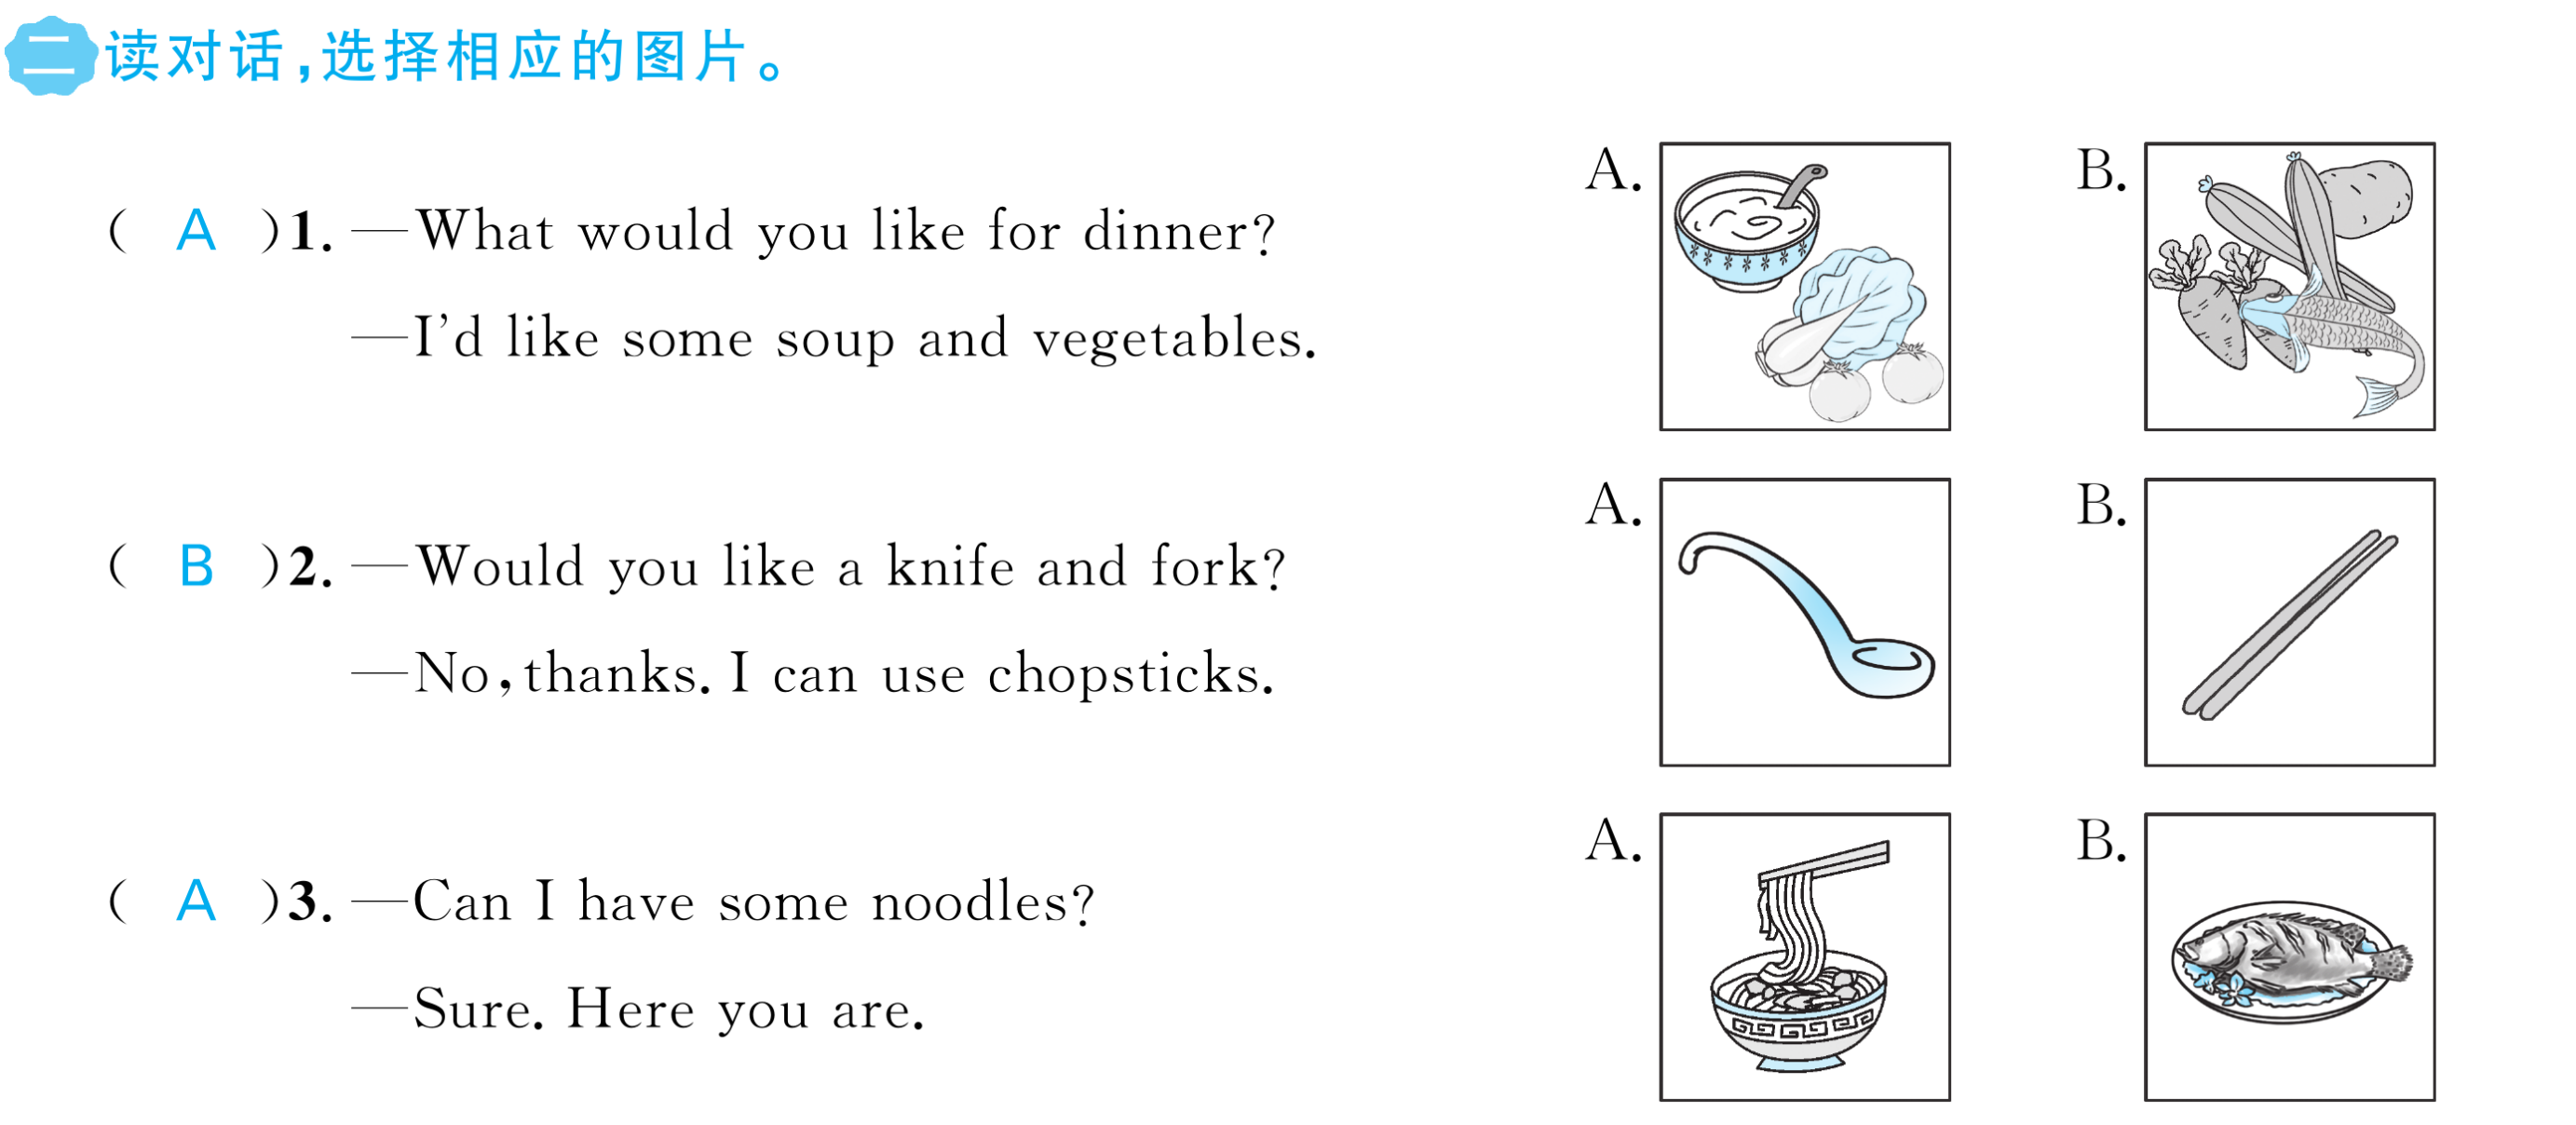 二 读对话,选择相应的图片。
( A )1. —What would you like for dinner?
—I'd like some soup and vegetables.
A.
B.
( B )2. —Would you like a knife and fork?
—No, thanks. I can use chopsticks.
A.
B.
( A )3. —Can I have some noodles?
—Sure. Here you are.
A.
B.